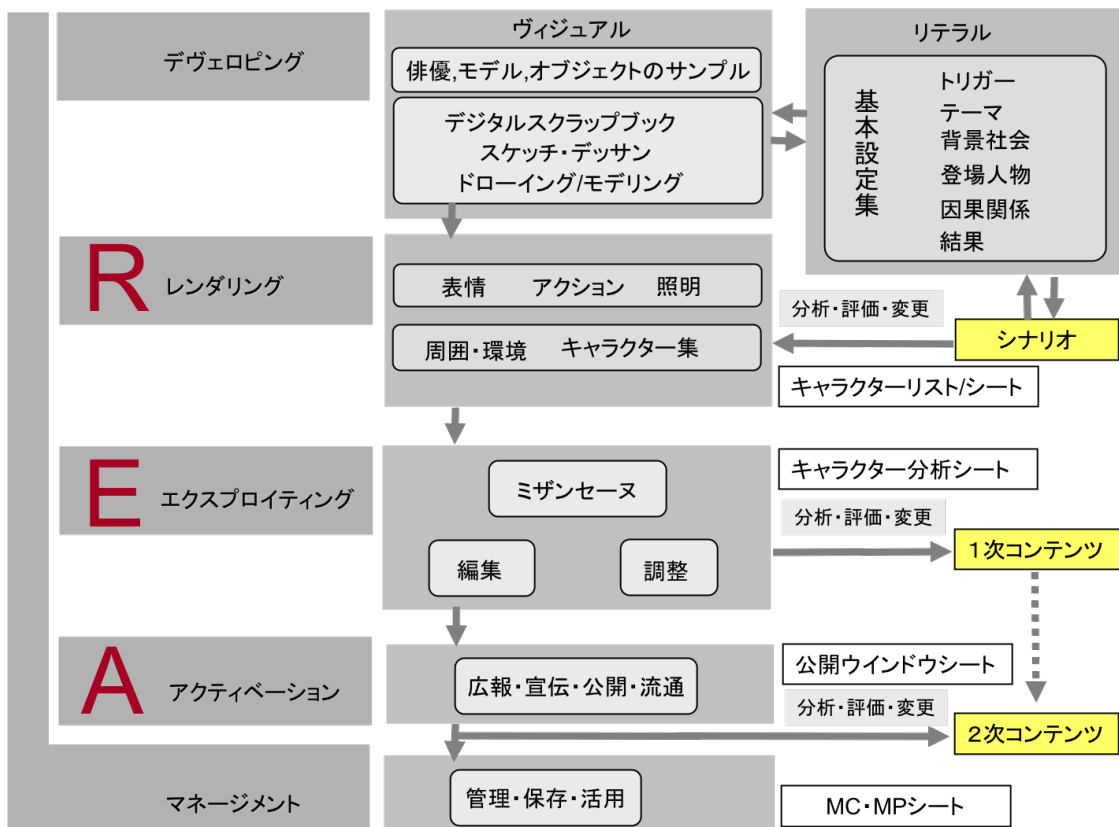 デヴェロピング
ヴィジュアル
俳優,モデル,オブジェクトのサンプル
デジタルスクラップブック
スケッチ・デッサン
ドローイング/モデリング
リテラル
基本設定集
トリガー
テーマ
背景社会
登場人物
因果関係
結果
R レンダリング
表情 アクション 照明
周囲・環境 キャラクター集
分析・評価・変更
シナリオ
キャラクターリスト/シート
E エクスプロイティング
ミザンセーヌ
編集 調整
キャラクター分析シート
分析・評価・変更
1次コンテンツ
A アクティベーション
広報・宣伝・公開・流通
公開ウインドウシート
分析・評価・変更
2次コンテンツ
マネージメント
管理・保存・活用
MC・MPシート